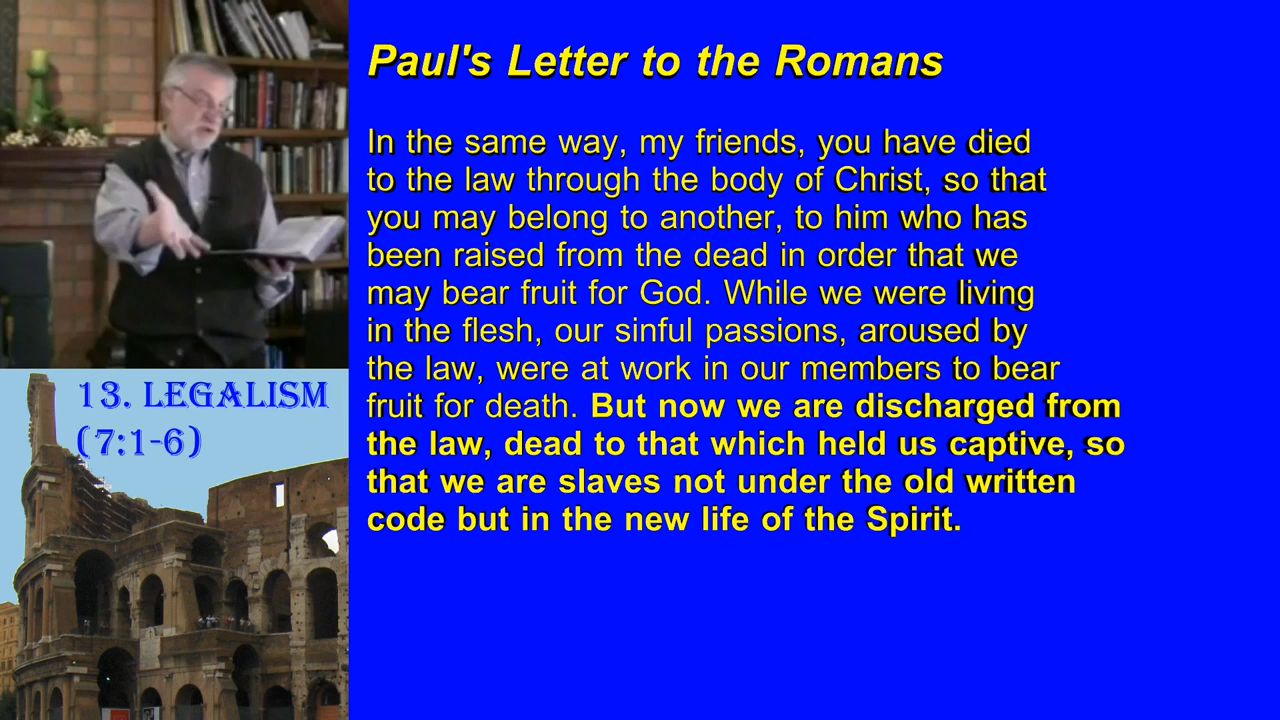 Paul's Letter to the Romans
In the same way, my friends, you have died
to the law through the body of Christ, so that
you may belong to another, to him who has
been raised from the dead in order that we
may bear fruit for God. While we were living
in the flesh, our sinful passions, aroused by
the law, were at work in our members to bear
fruit for death. But now we are discharged from
the law, dead to that which held us captive, so
that we are slaves not under the old written
code but in the new life of the Spirit.
13. LEGALISM
(7:1-6)